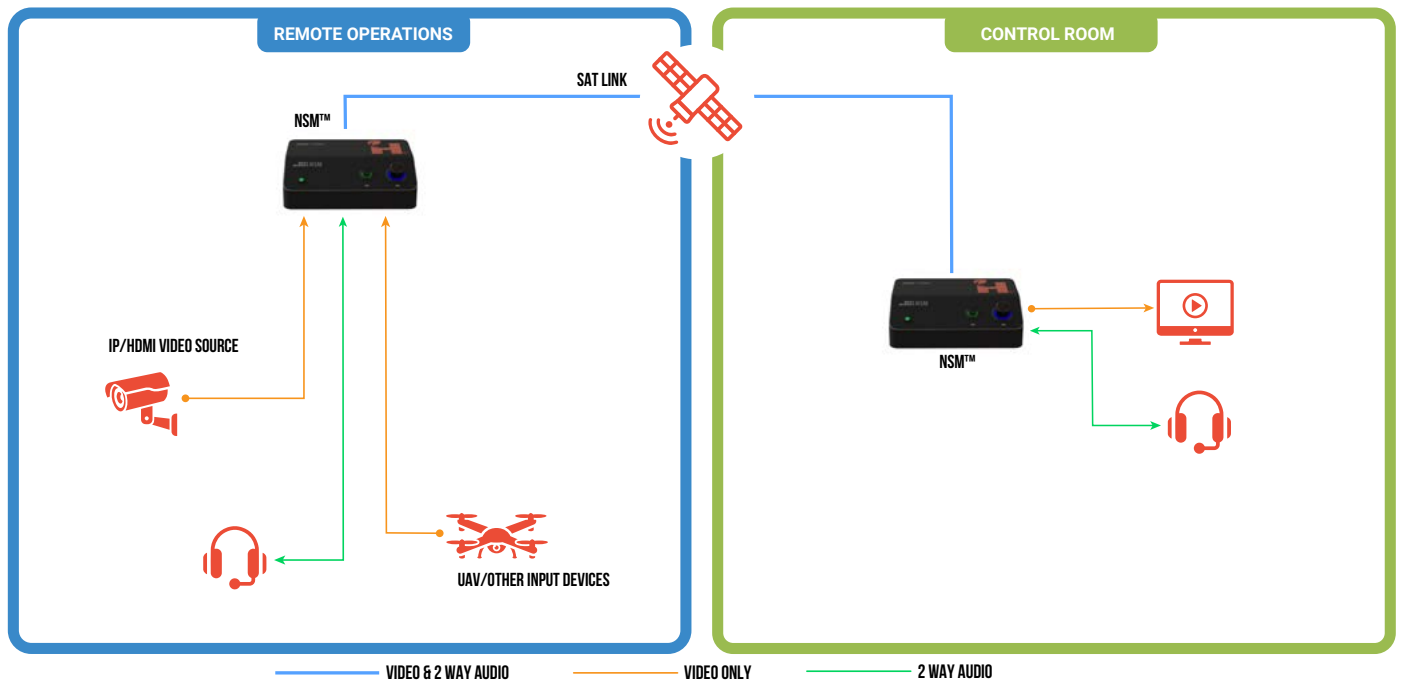 REMOTE OPERATIONS
CONTROL ROOM
SAT LINK
NSM™
NSM™
IP/HDMI VIDEO SOURCE
UAV/OTHER INPUT DEVICES
VIDEO & 2 WAY AUDIO
VIDEO ONLY
2 WAY AUDIO